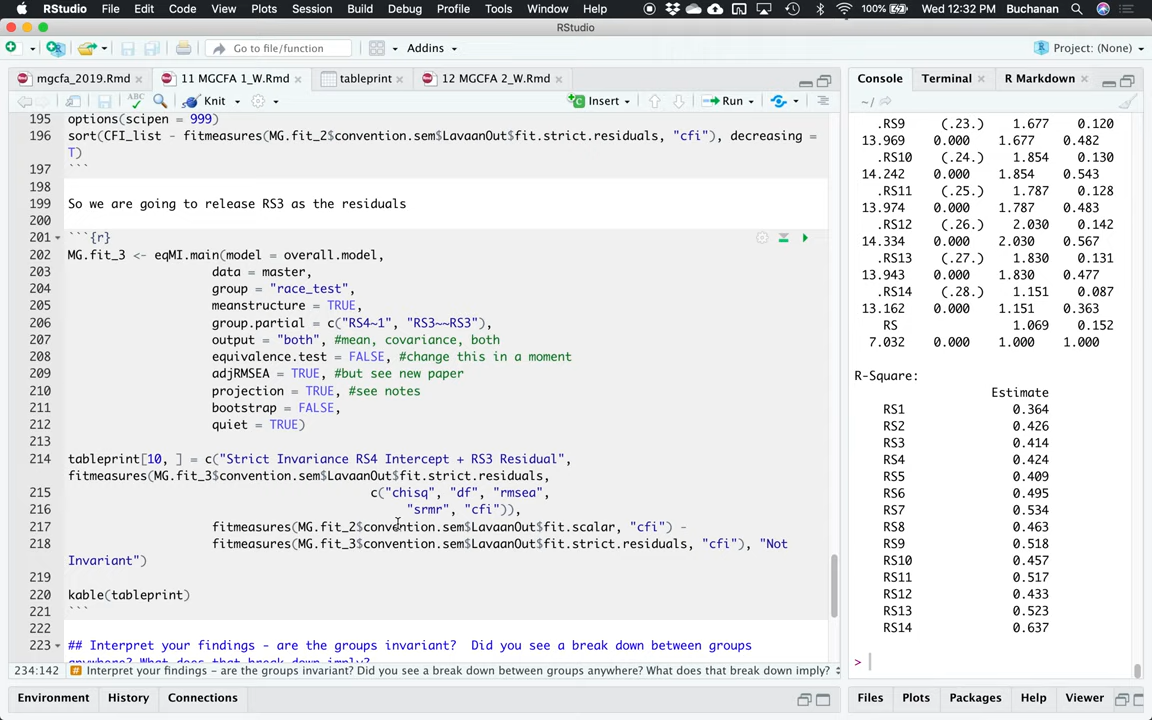 RStudio File Edit Code View Plots Session Build Debug Profile Tools Window Help 100% Wed 12:32 PM Buchanan
RStudio
Go to file/function Addins Project: (None)
mgcfa_2019.Rmd 11 MGCFA 1_W.Rmd tableprint 12 MGCFA 2_W.Rmd
ABC Knit Insert Run
195 options(scipen = 999)
196 sort(CFI_list - fitmeasures(MG.fit_2$convention.sem$LavaanOut$fit.strict.residuals, "cfi"), decreasing =
T)
197 ```
198
199 So we are going to release RS3 as the residuals
200
201 ```{r}
202 MG.fit_3 <- eqMI.main(model = overall.model,
203 data = master,
204 group = "race_test",
205 meanstructure = TRUE,
206 group.partial = c("RS4~1", "RS3~~RS3"),
207 output = "both", #mean, covariance, both
208 equivalence.test = FALSE, #change this in a moment
209 adjRMSEA = TRUE, #but see new paper
210 projection = TRUE, #see notes
211 bootstrap = FALSE,
212 quiet = TRUE)
213
214 tableprint[10, ] = c("Strict Invariance RS4 Intercept + RS3 Residual",
fitmeasures(MG.fit_3$convention.sem$LavaanOut$fit.strict.residuals,
215 c("chisq", "df", "rmsea",
216 "srmr", "cfi")),
217 fitmeasures(MG.fit_2$convention.sem$LavaanOut$fit.scalar, "cfi") -
218 fitmeasures(MG.fit_3$convention.sem$LavaanOut$fit.strict.residuals, "cfi"), "Not
Invariant")
219
220 kable(tableprint)
221 ```
222
223 ## Interpret your findings - are the groups invariant? Did you see a break down between groups
anywhere? What does that break down imply?
234:142 Interpret your findings - are the groups invariant? Did you see a break down between groups anywhere? What does that break down imply?
Environment History Connections
Console Terminal R Markdown
~/
.RS9 (.23.) 1.677 0.120
13.969 0.000 1.677 0.482
.RS10 (.24.) 1.854 0.130
14.242 0.000 1.854 0.543
.RS11 (.25.) 1.787 0.128
13.974 0.000 1.787 0.483
.RS12 (.26.) 2.030 0.142
14.334 0.000 2.030 0.567
.RS13 (.27.) 1.830 0.131
13.943 0.000 1.830 0.477
.RS14 (.28.) 1.151 0.087
13.162 0.000 1.151 0.363
RS 1.069 0.152
7.032 0.000 1.000 1.000
R-Square:
Estimate
RS1 0.364
RS2 0.426
RS3 0.414
RS4 0.424
RS5 0.409
RS6 0.495
RS7 0.534
RS8 0.463
RS9 0.518
RS10 0.457
RS11 0.517
RS12 0.433
RS13 0.523
RS14 0.637
>
Files Plots Packages Help Viewer